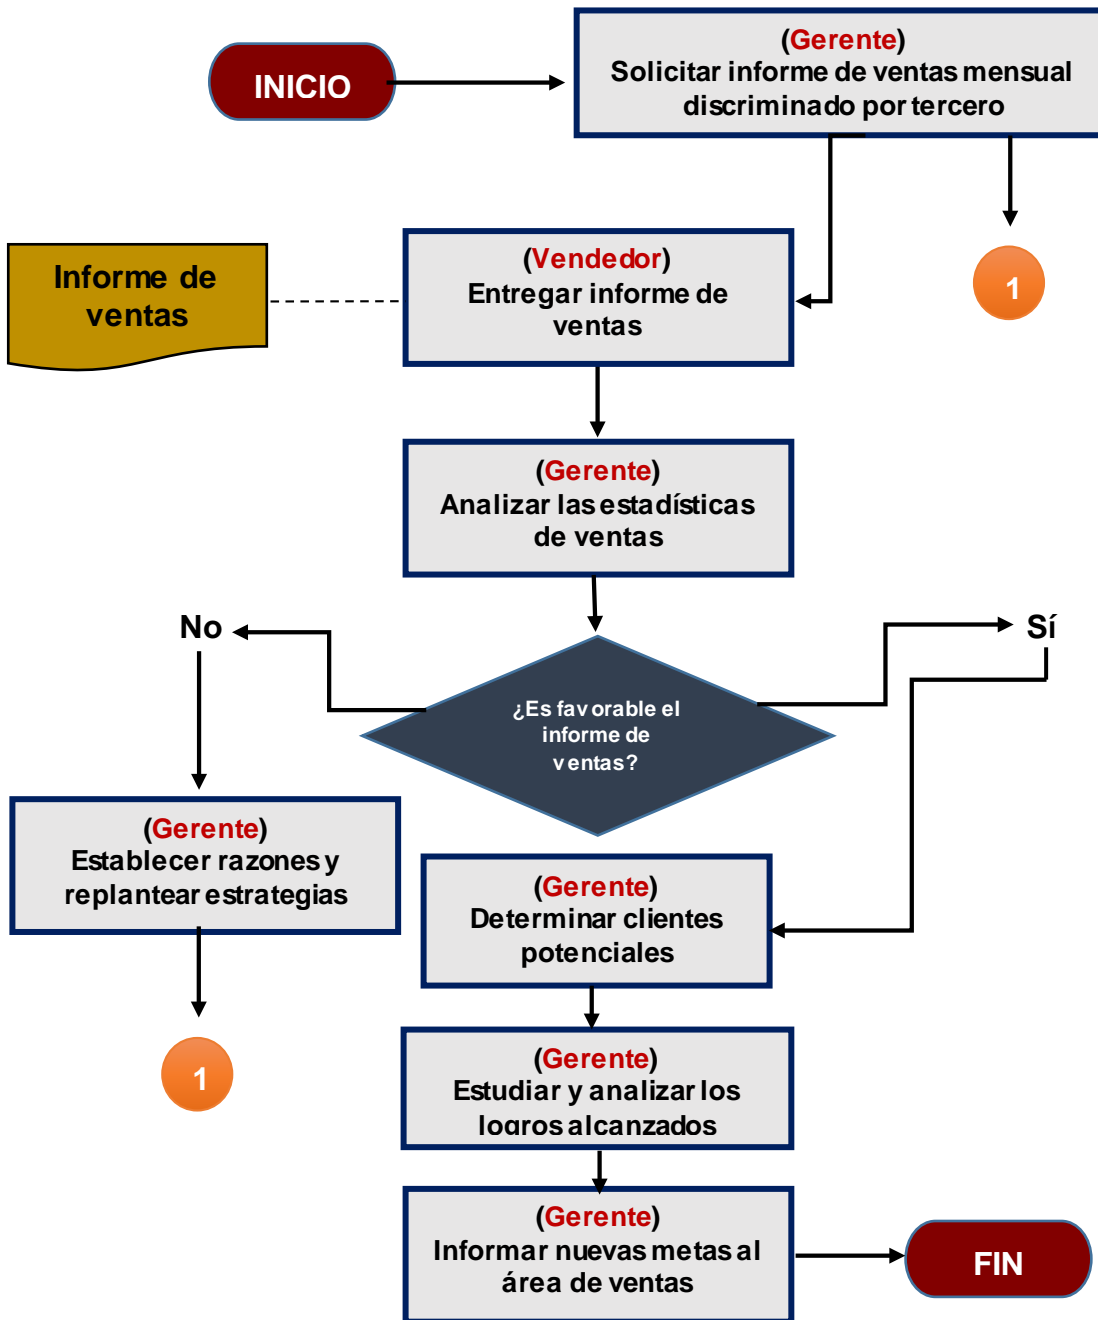 INICIO
(Gerente)
Solicitar informe de ventas mensual
discriminado por tercero
1
Informe de
ventas
(Vendedor)
Entregar informe de
ventas
(Gerente)
Analizar las estadísticas
de ventas
No
Sí
¿Es favorable el
informe de
ventas?
(Gerente)
Establecer razones y
replantear estrategias
(Gerente)
Determinar clientes
potenciales
1
(Gerente)
Estudiar y analizar los
logros alcanzados
(Gerente)
Informar nuevas metas al
área de ventas
FIN